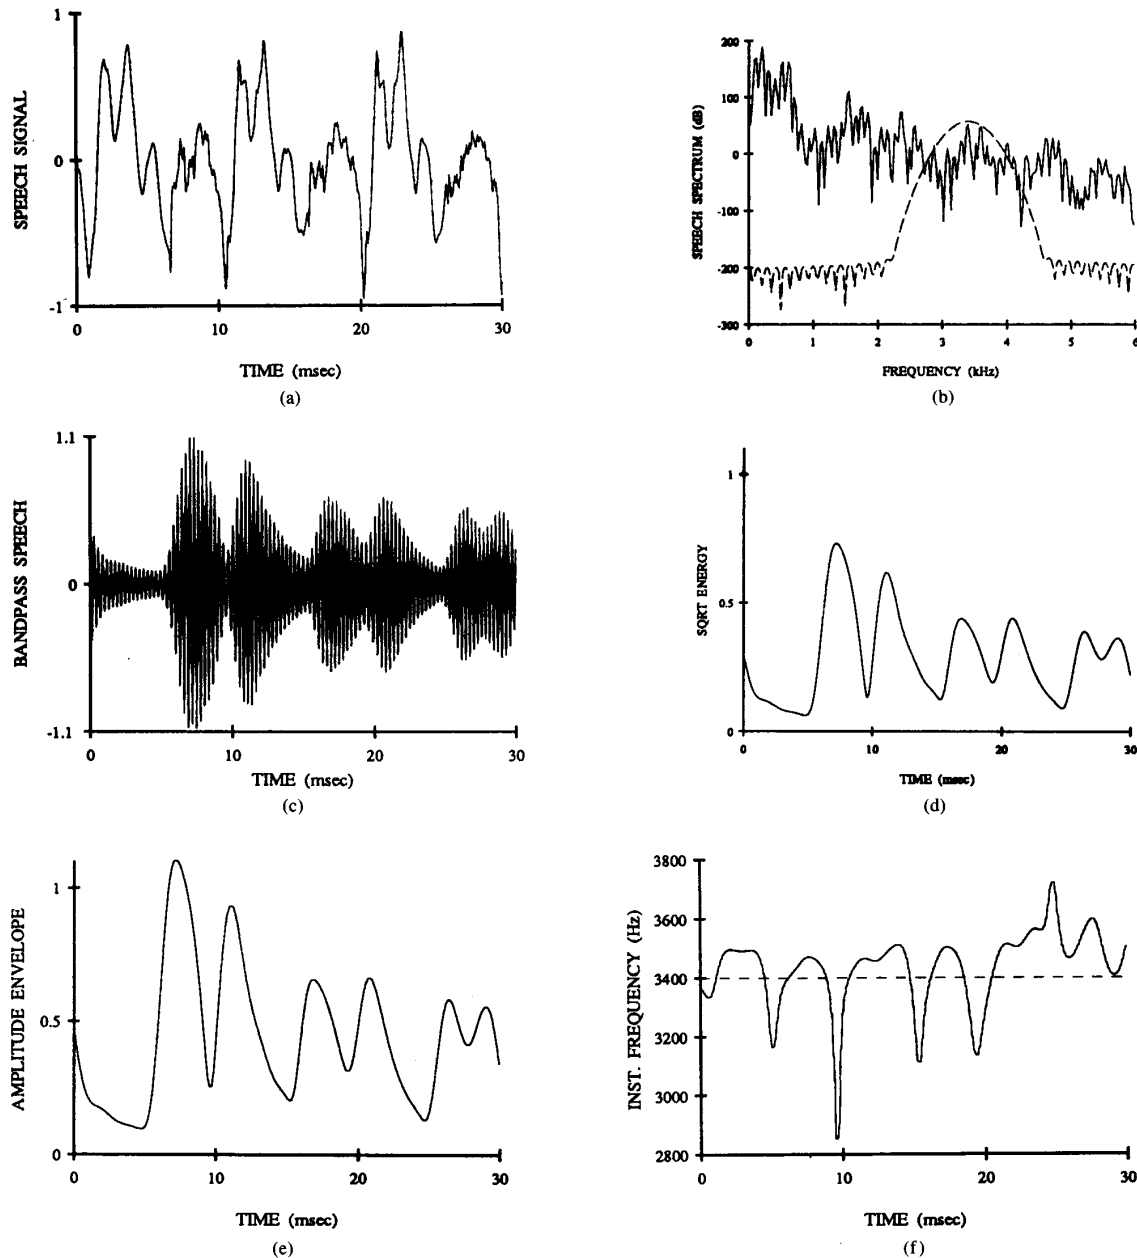 1
0
-1
SPEECH SIGNAL
0 10 20 30
TIME (msec)
(a)
200
100
0
-100
-200
-300
SPEECH SPECTRUM (dB)
0 1 2 3 4 5 6
FREQUENCY (kHz)
(b)
1.1
0
-1.1
BANDPASS SPEECH
0 10 20 30
TIME (msec)
(c)
1
0.5
0
SQRT ENERGY
0 10 20 30
TIME (msec)
(d)
1
0.5
0
AMPLITUDE ENVELOPE
0 10 20 30
TIME (msec)
(e)
3800
3600
3400
3200
3000
2800
INST. FREQUENCY (Hz)
0 10 20 30
TIME (msec)
(f)